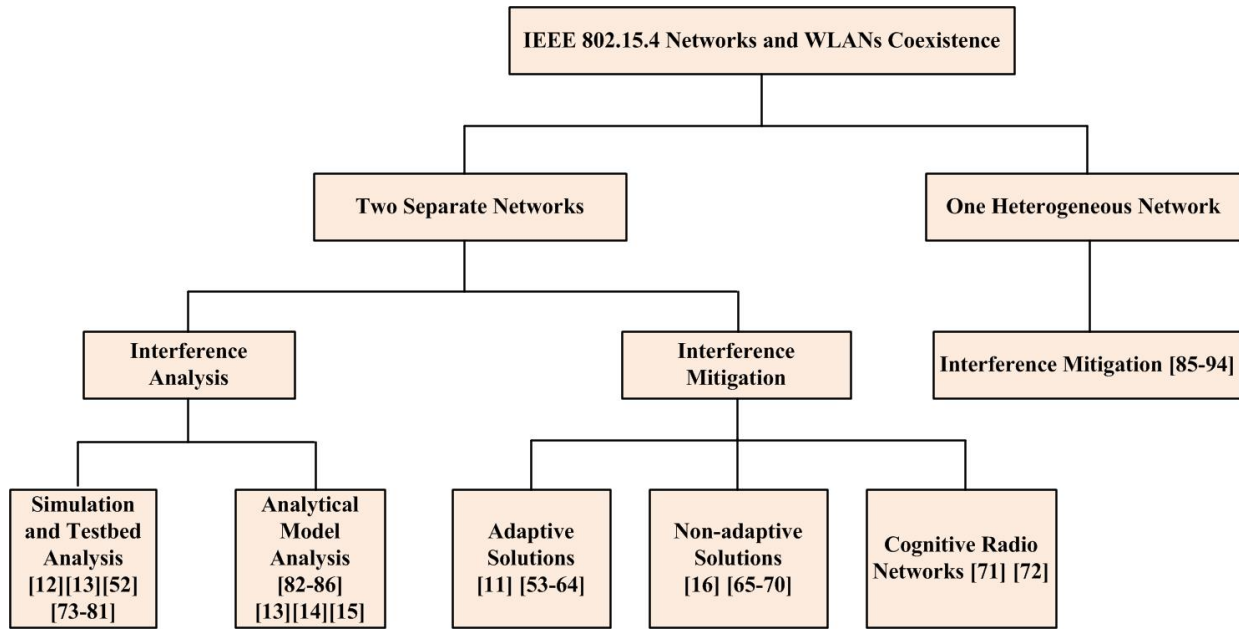 IEEE 802.15.4 Networks and WLANs Coexistence
Two Separate Networks
One Heterogeneous Network
Interference
Analysis
Interference
Mitigation
Interference Mitigation [85-94]
Simulation
and Testbed
Analysis
[12][13][52]
[73-81]
Analytical
Model
Analysis
[82-86]
[13][14][15]
Adaptive
Solutions
[11] [53-64]
Non-adaptive
Solutions
[16] [65-70]
Cognitive Radio
Networks [71] [72]